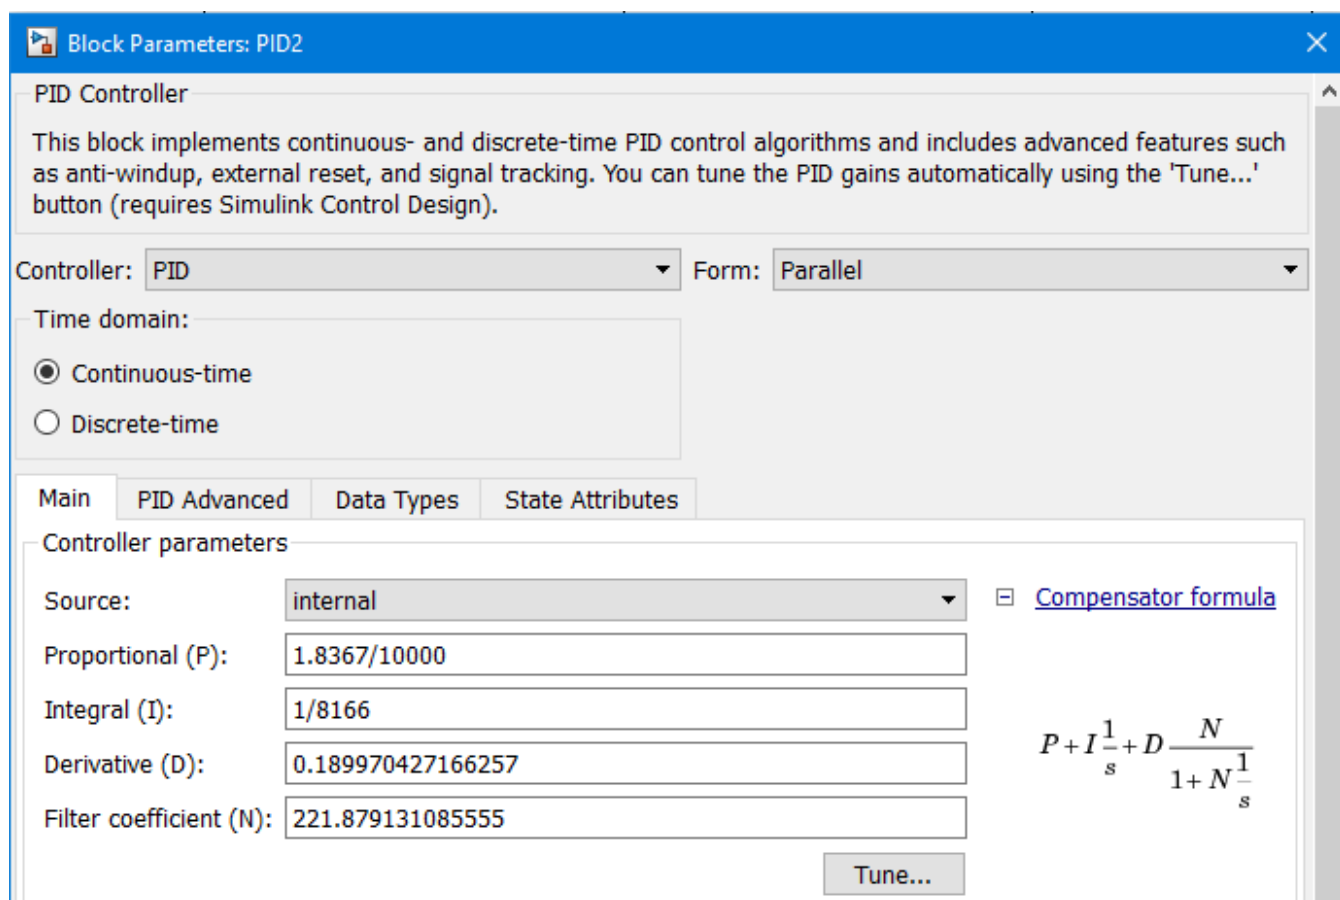 Block Parameters: PID2
PID Controller
This block implements continuous- and discrete-time PID control algorithms and includes advanced features such
as anti-windup, external reset, and signal tracking. You can tune the PID gains automatically using the 'Tune...'
button (requires Simulink Control Design).
Controller: PID Form: Parallel
Time domain:
Continuous-time
Discrete-time
Main PID Advanced Data Types State Attributes
Controller parameters
Source: internal Compensator formula
Proportional (P): 1.8367/10000
Integral (I): 1/8166
Derivative (D): 0.189970427166257
Filter coefficient (N): 221.879131085555
P + I 1/s + D N/(1 + N 1/s)
Tune...